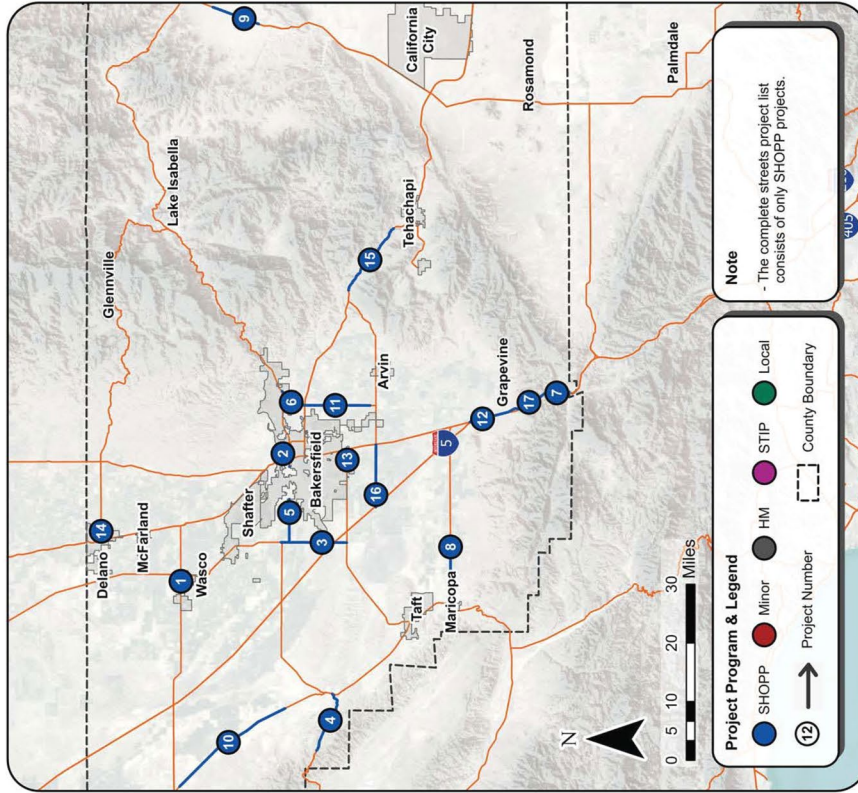 Delano
14
Glennville
McFarland
Lake Isabella
1
Wasco
10
9
Shafter
2
5
6
Bakersfield
3
4
11
13
15
16
Arvin
Tehachapi
California
City
Taft
5
8
Maricopa
12
Grapevine
17
Rosamond
7
N
Palmdale
0 5 10 20 30
Miles
Project Program & Legend
SHOPP Minor HM STIP Local
12 Project Number County Boundary
Note
- The complete streets project list
consists of only SHOPP projects.
405